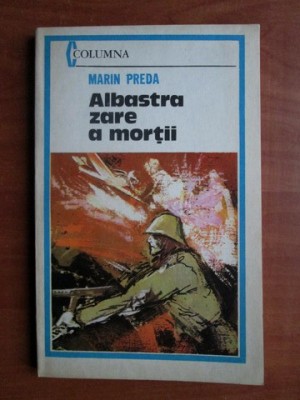 COLUMNA
MARIN PREDA
Albastra
zare
a morții